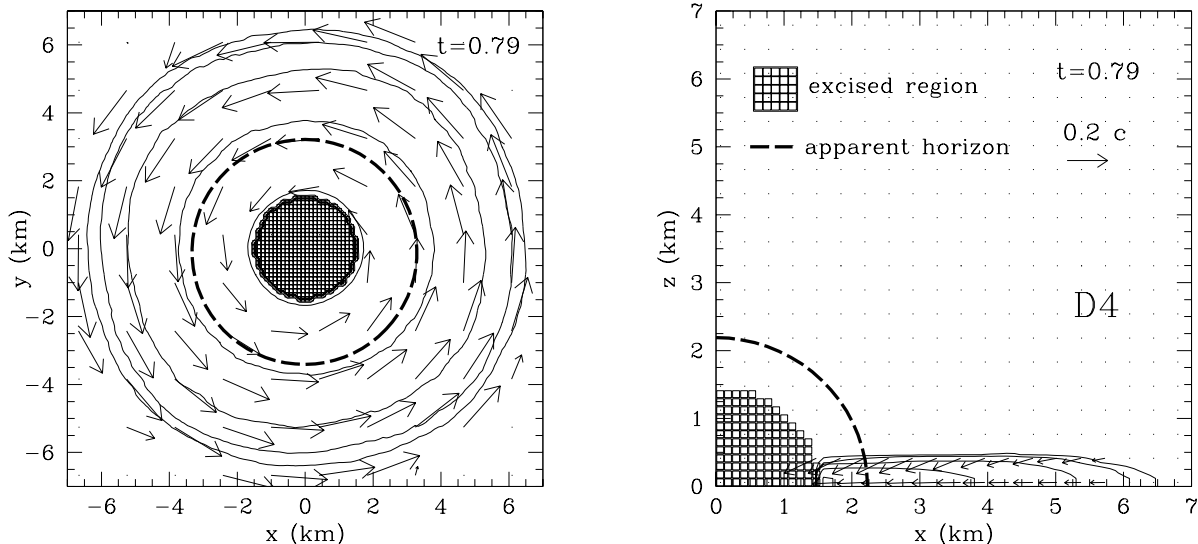 t=0.79
6
4
2
0
−2
−4
−6
y (km)
−6 −4 −2 0 2 4 6
x (km)
7
6
5
4
3
2
1
0
z (km)
excised region
t=0.79
0.2 c
apparent horizon
D4
0 1 2 3 4 5 6 7
x (km)